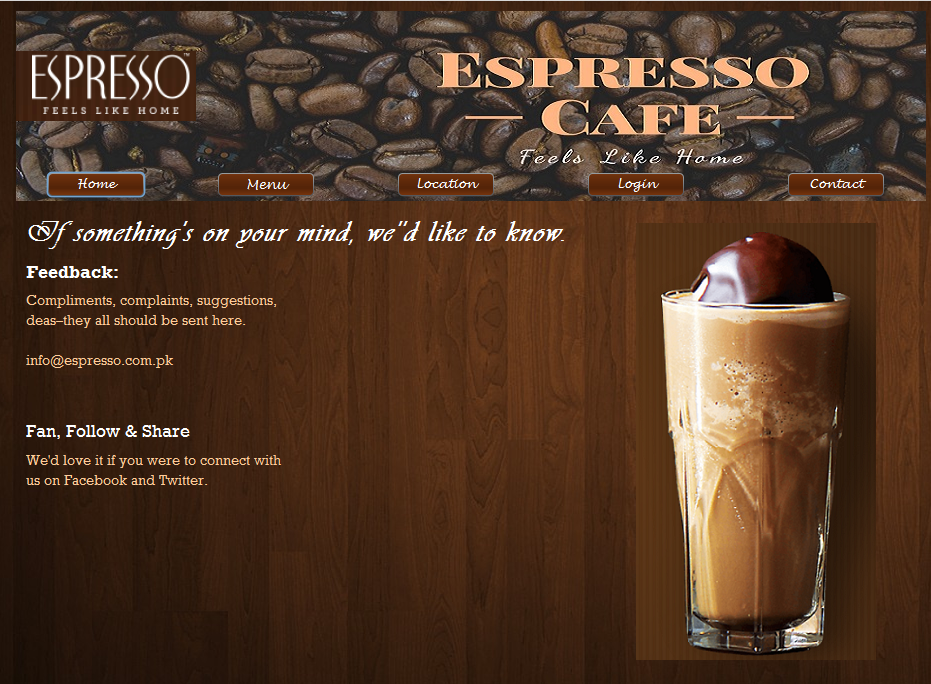 ESPRESSO™
FEELS LIKE HOME
ESPRESSO
CAFE
Feels Like Home
Home
Menu
Location
Login
Contact
If something's on your mind, we"d like to know.
Feedback:
Compliments, complaints, suggestions,
deas–they all should be sent here.
info@espresso.com.pk
Fan, Follow & Share
We'd love it if you were to connect with
us on Facebook and Twitter.